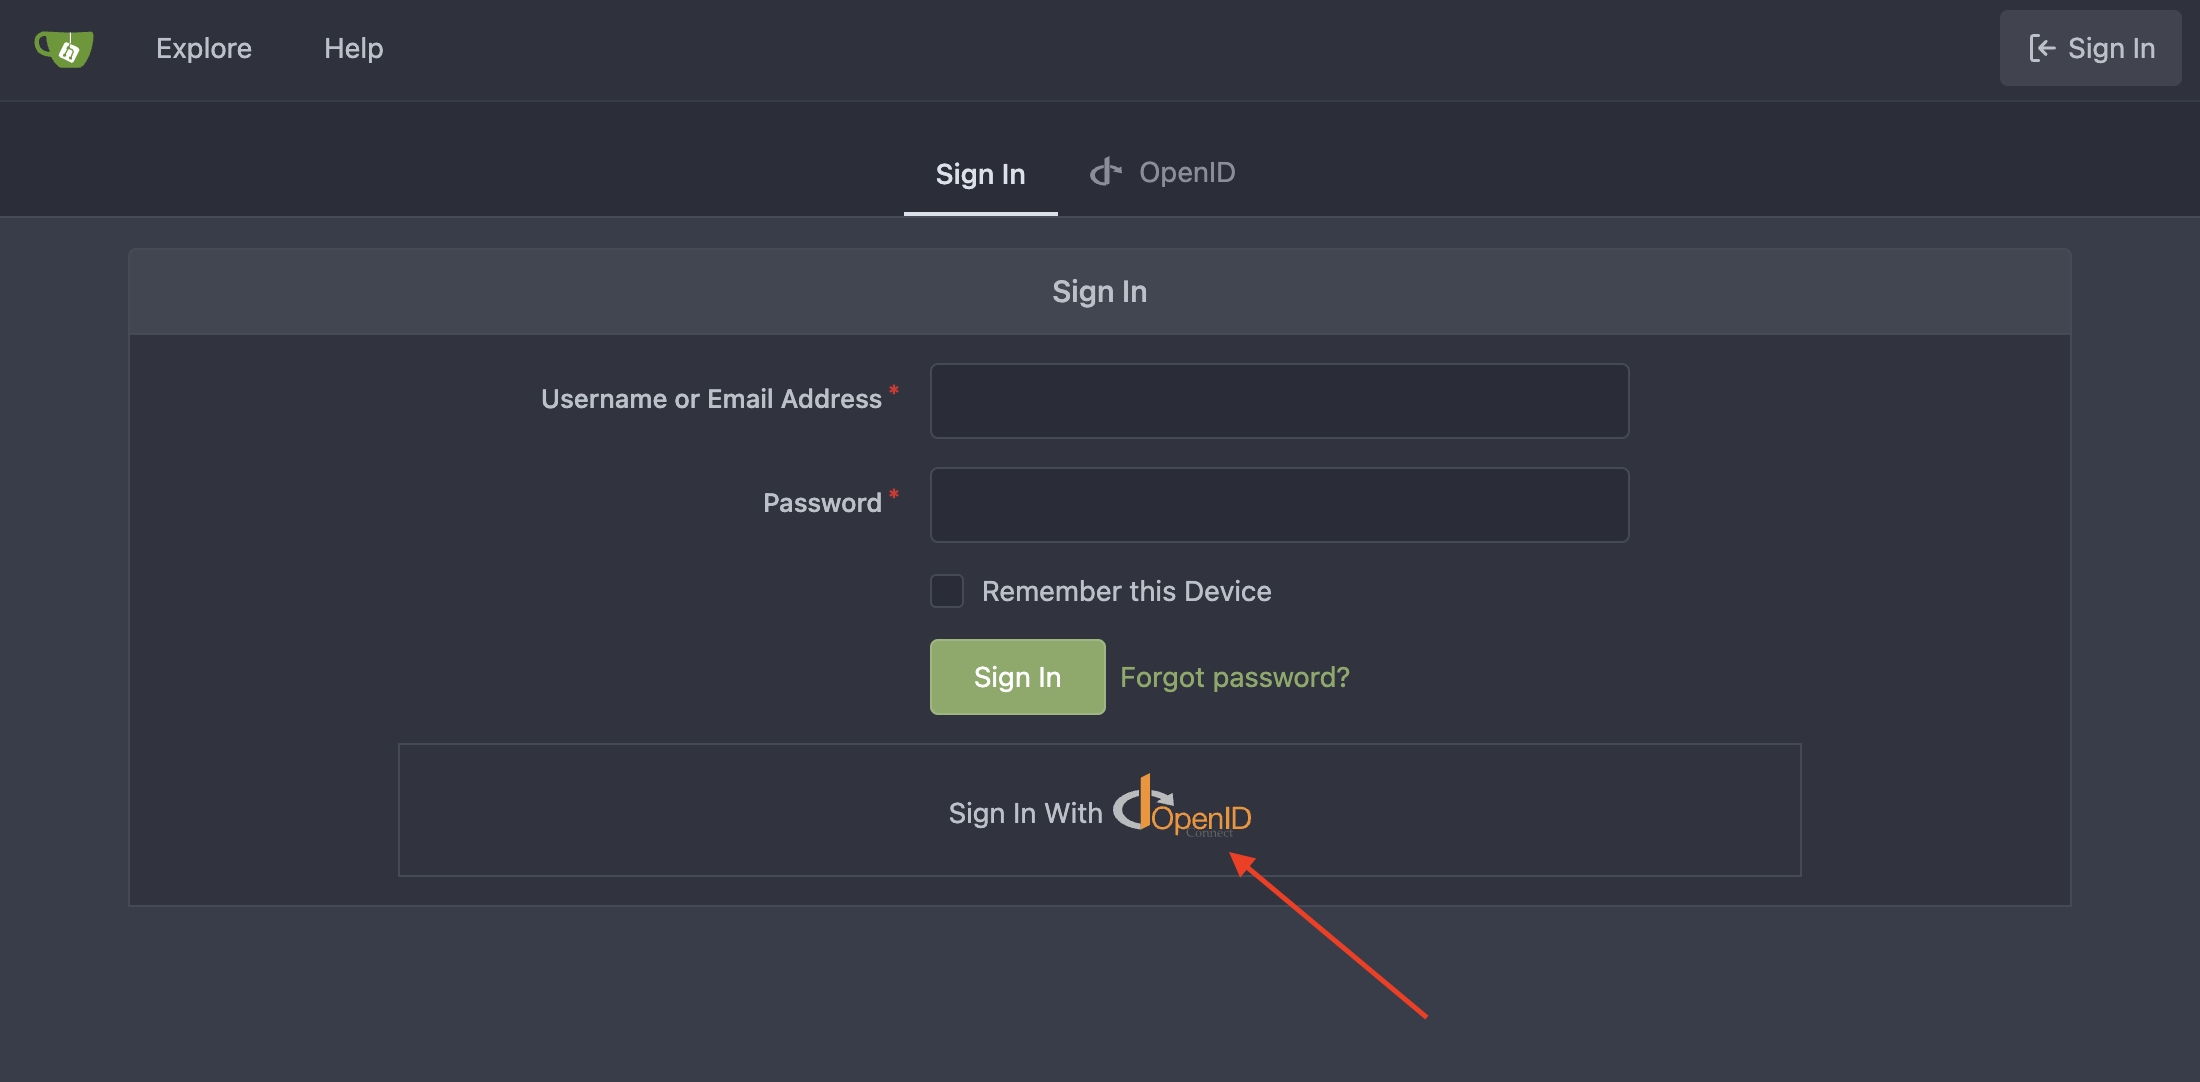 Explore Help Sign In
Sign In OpenID
Sign In
Username or Email Address *
Password *
Remember this Device
Sign In Forgot password?
Sign In With OpenID
Connect